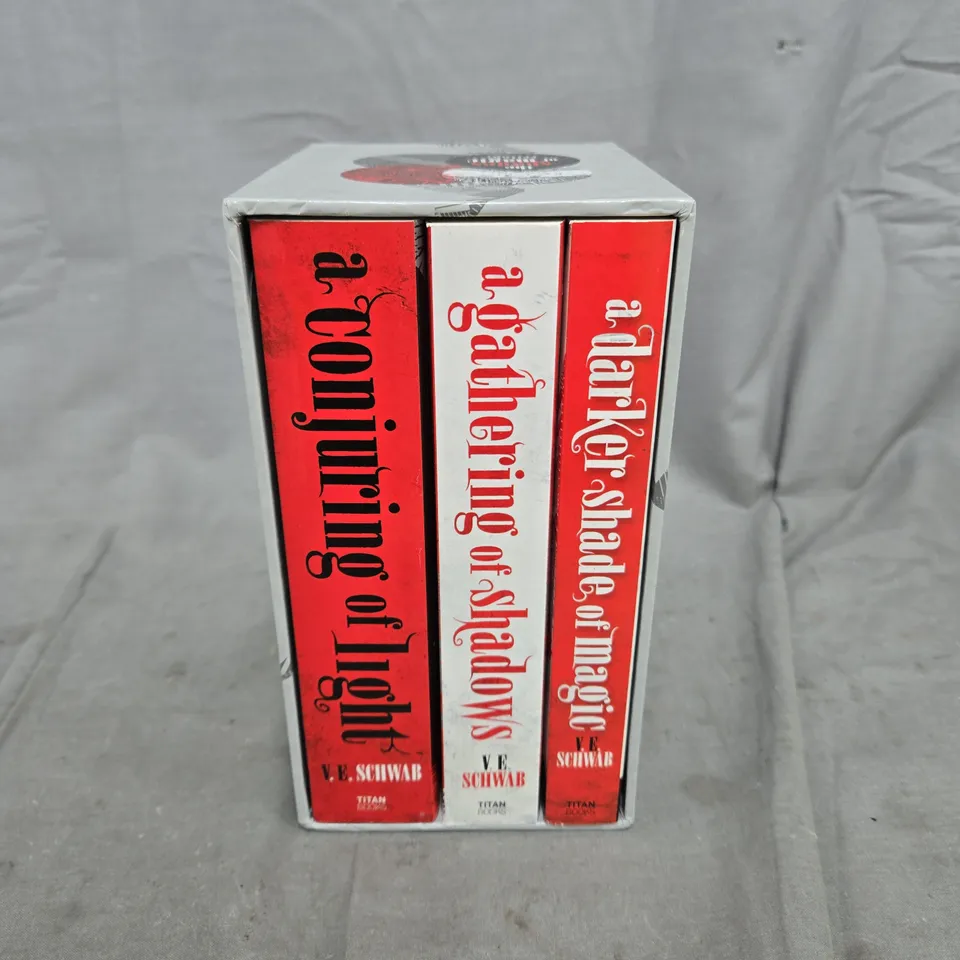 a conjuring of light
V. E. SCHWAB
TITAN
BOOKS
a gathering of shadows
V. E.
SCHWAB
TITAN
BOOKS
a darker shade of magic
V. E.
SCHWAB
TITAN
BOOKS